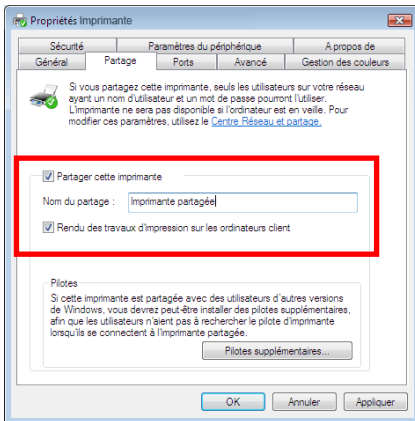 Propriétés Imprimante
Sécurité Paramètres du périphérique A propos de
Général Partage Ports Avancé Gestion des couleurs
Si vous partagez cette imprimante, seuls les utilisateurs sur votre réseau
ayant un nom d'utilisateur et un mot de passe pourront l'utiliser.
L'imprimante ne sera pas disponible si l'ordinateur est en veille. Pour
modifier ces paramètres, utilisez le Centre Réseau et partage.
Partager cette imprimante
Nom du partage : Imprimante partagée
Rendu des travaux d'impression sur les ordinateurs client
Pilotes
Si cette imprimante est partagée avec des utilisateurs d'autres versions
de Windows, vous devrez peut-être installer des pilotes supplémentaires,
afin que les utilisateurs n'aient pas à rechercher le pilote d'imprimante
lorsqu'ils se connectent à l'imprimante partagée.
Pilotes supplémentaires...
OK Annuler Appliquer